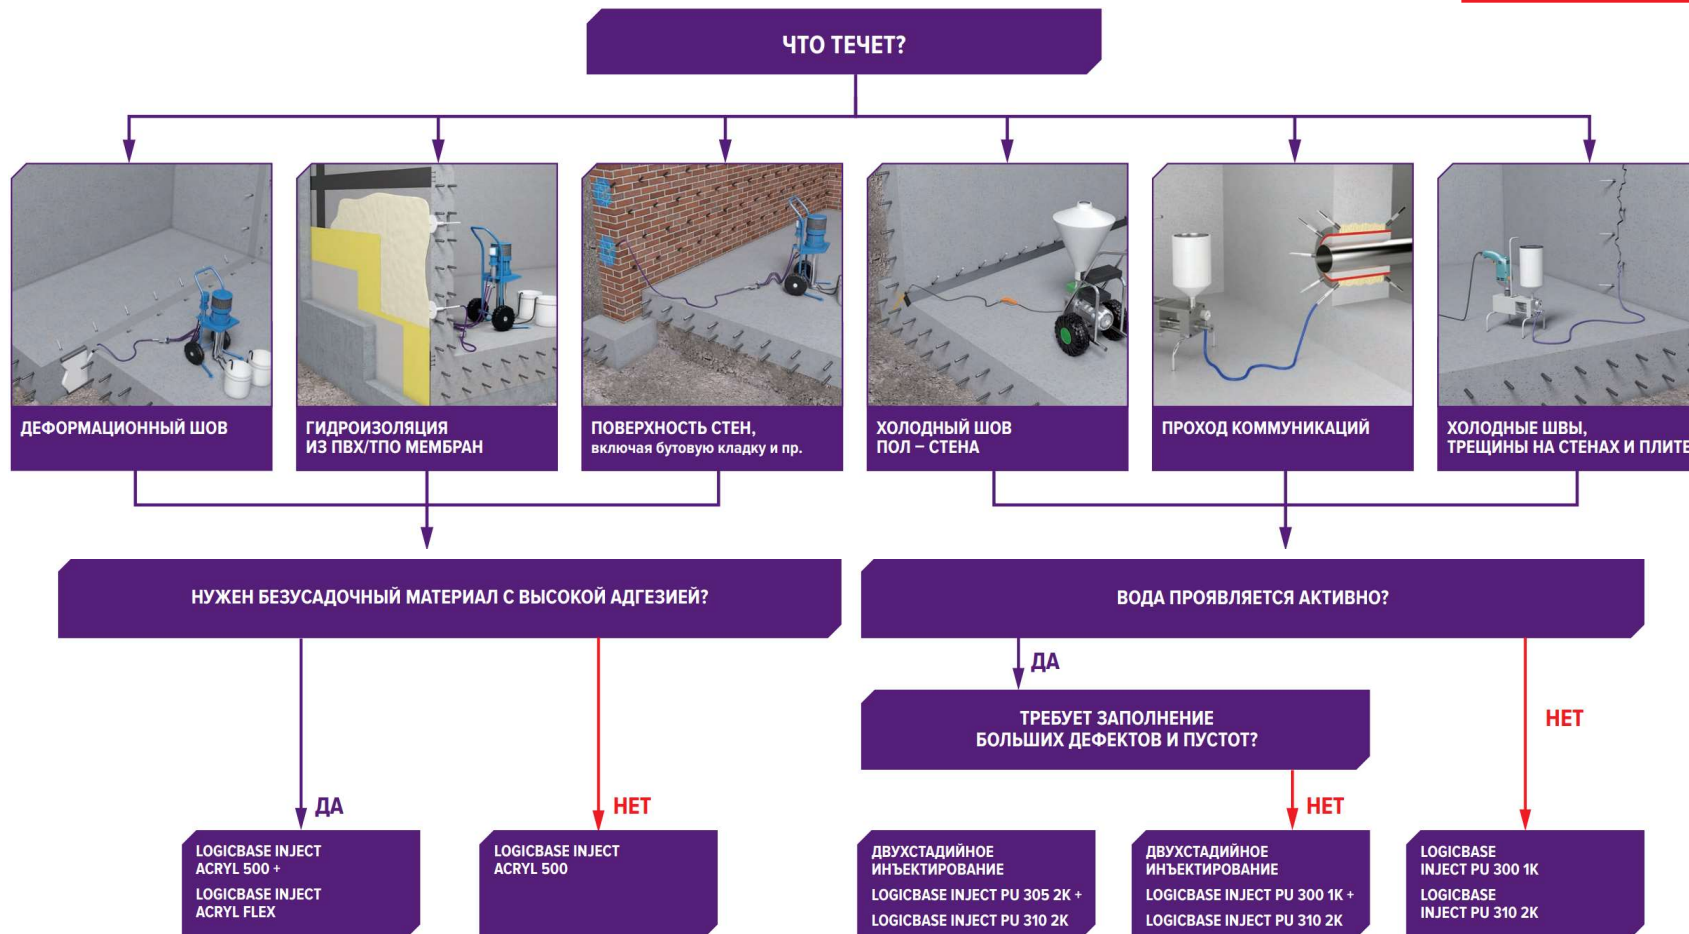 ЧТО ТЕЧЕТ?
ДЕФОРМАЦИОННЫЙ ШОВ
ГИДРОИЗОЛЯЦИЯ
ИЗ ПВХ/ТПО МЕМБРАН
ПОВЕРХНОСТЬ СТЕН,
включая бутовую кладку и пр.
ХОЛОДНЫЙ ШОВ
ПОЛ – СТЕНА
ПРОХОД КОММУНИКАЦИЙ
ХОЛОДНЫЕ ШВЫ,
ТРЕЩИНЫ НА СТЕНАХ И ПЛИТЕ
НУЖЕН БЕЗУСАДОЧНЫЙ МАТЕРИАЛ С ВЫСОКОЙ АДГЕЗИЕЙ?
ВОДА ПРОЯВЛЯЕТСЯ АКТИВНО?
ДА
ТРЕБУЕТ ЗАПОЛНЕНИЕ
БОЛЬШИХ ДЕФЕКТОВ И ПУСТОТ?
НЕТ
ДА
НЕТ
НЕТ
LOGICBASE INJECT
ACRYL 500 +
LOGICBASE INJECT
ACRYL FLEX
LOGICBASE INJECT
ACRYL 500
ДВУХСТАДИЙНОЕ
ИНЪЕКТИРОВАНИЕ
LOGICBASE INJECT PU 305 2K +
LOGICBASE INJECT PU 310 2K
ДВУХСТАДИЙНОЕ
ИНЪЕКТИРОВАНИЕ
LOGICBASE INJECT PU 300 1K +
LOGICBASE INJECT PU 310 2K
LOGICBASE
INJECT PU 300 1K
LOGICBASE
INJECT PU 310 2K